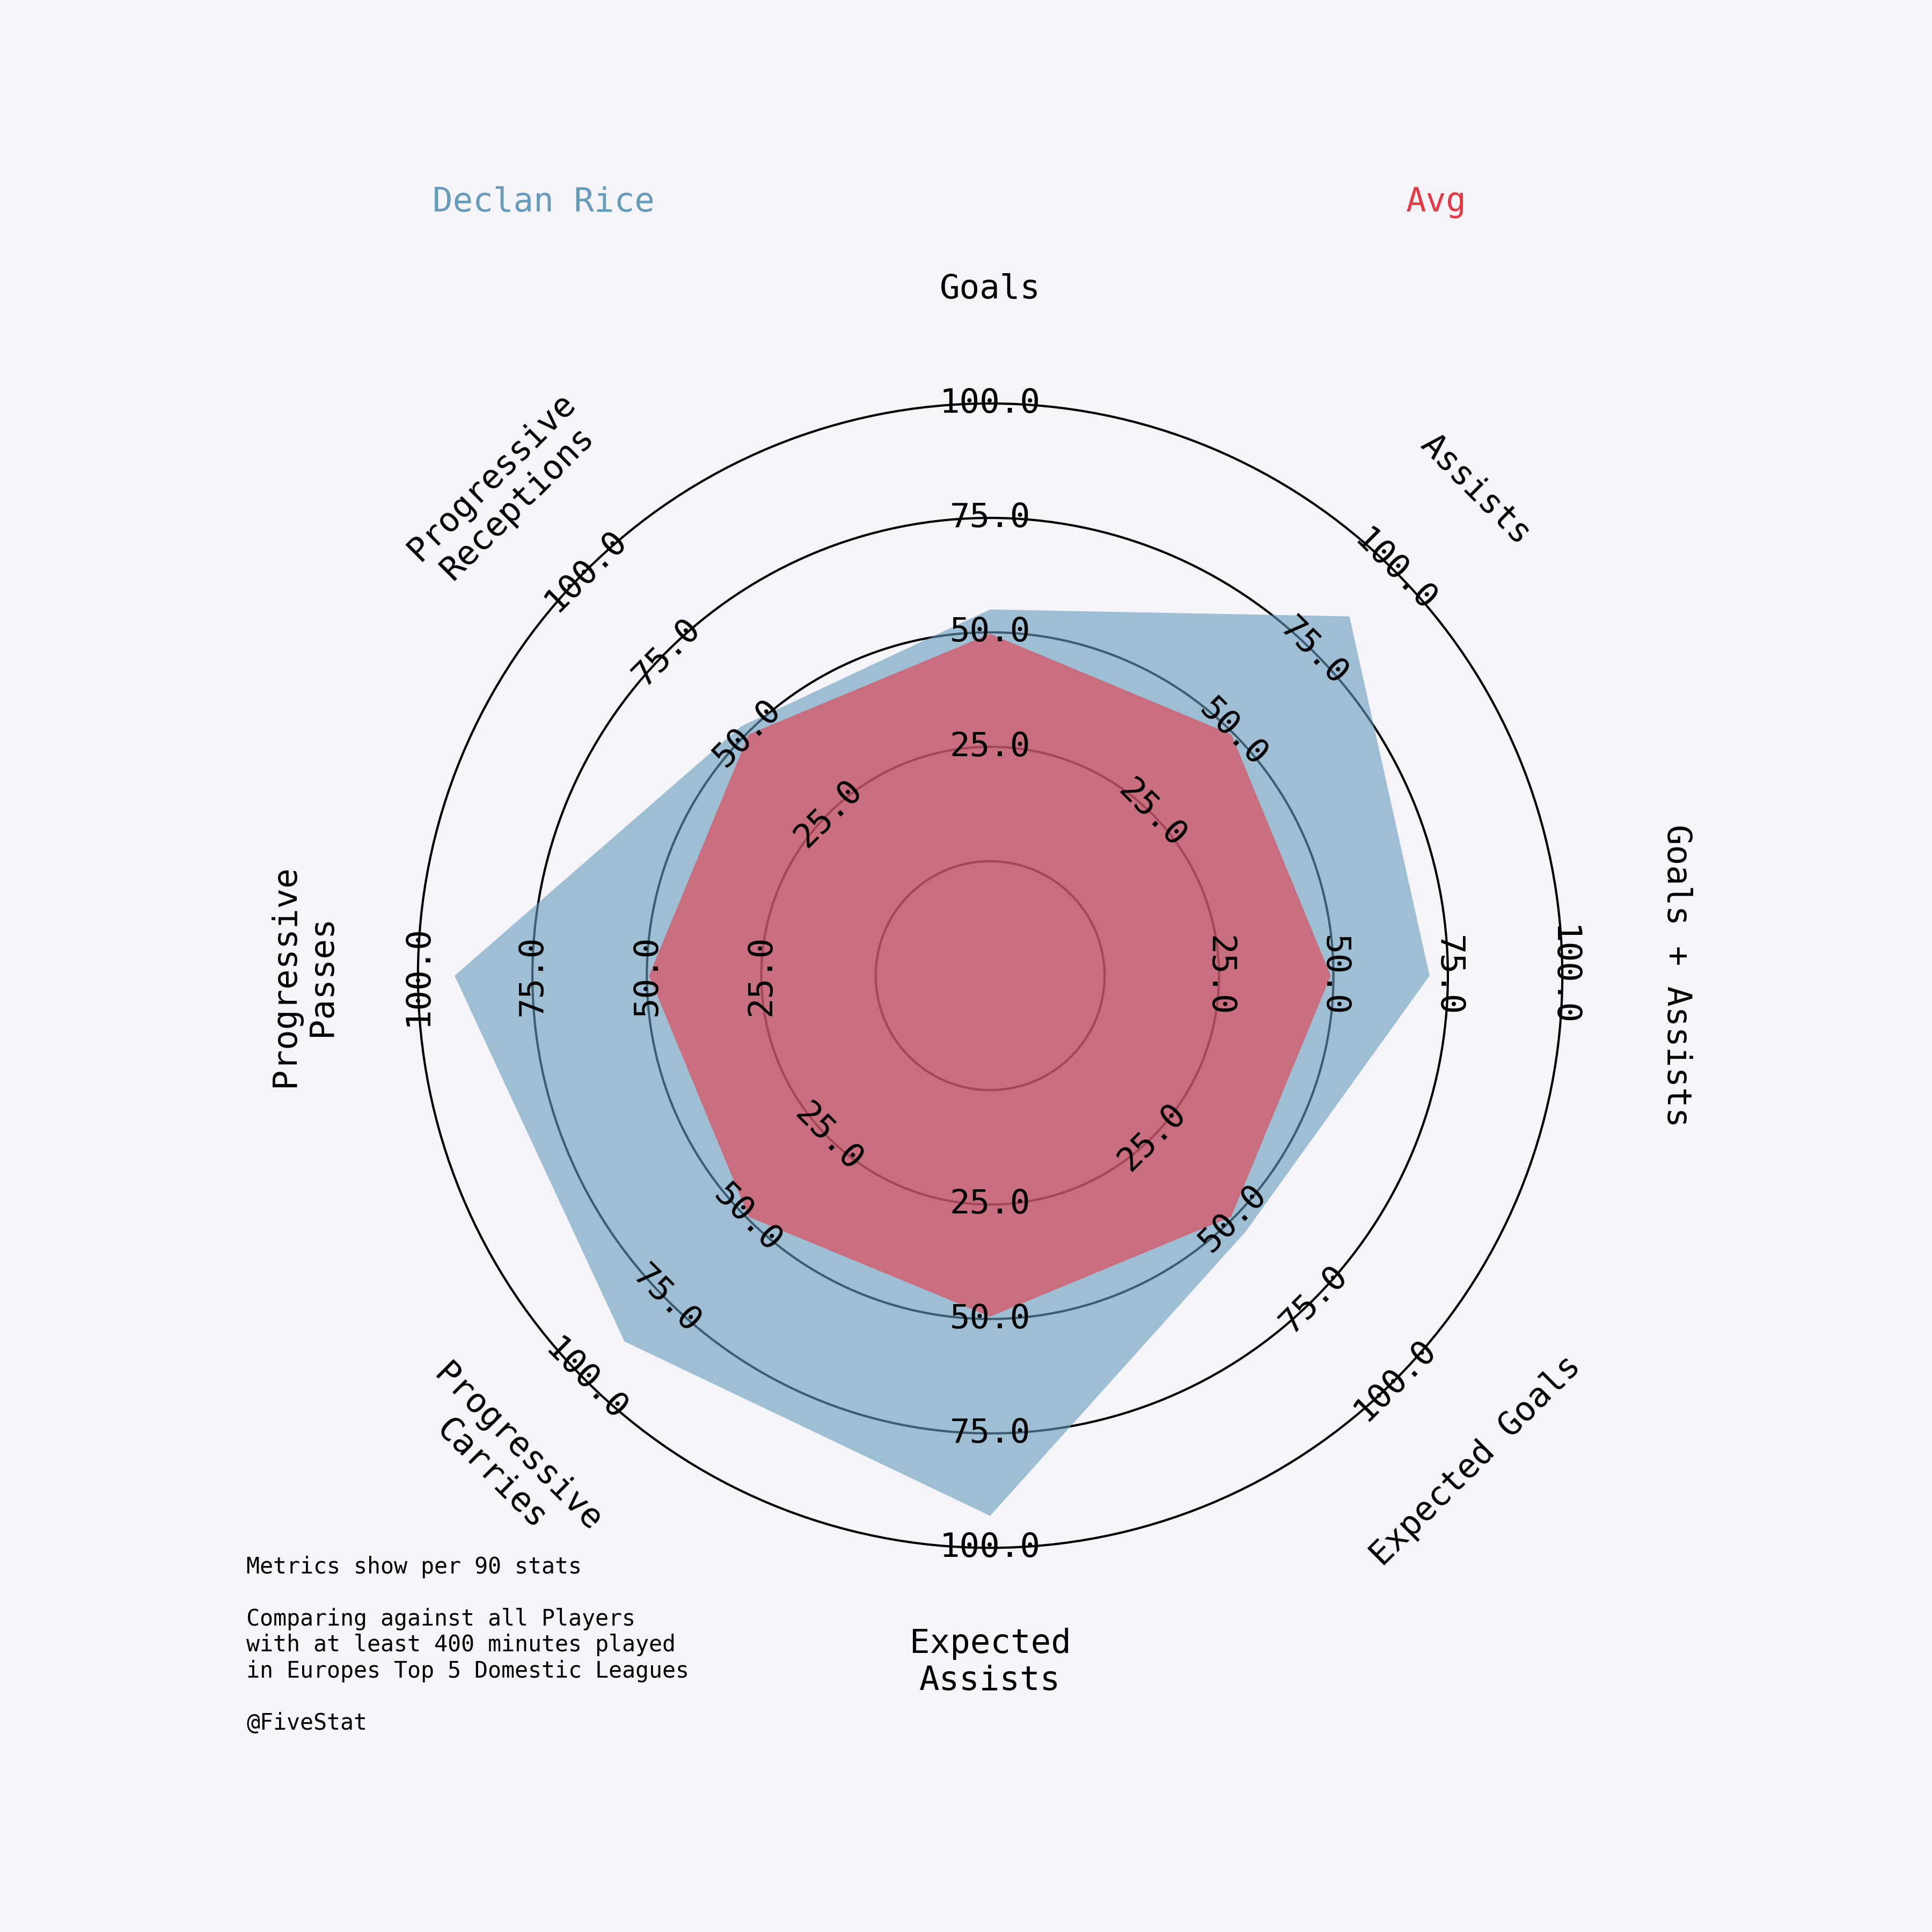 Declan Rice
Avg
Goals
Assists
Goals + Assists
Expected Goals
Expected
Assists
Progressive
Carries
Progressive
Passes
Progressive
Receptions
25.0
50.0
75.0
100.0
25.0
50.0
75.0
100.0
25.0
50.0
75.0
100.0
25.0
50.0
75.0
100.0
25.0
50.0
75.0
100.0
25.0
50.0
75.0
100.0
25.0
50.0
75.0
100.0
25.0
50.0
75.0
100.0
Metrics show per 90 stats
Comparing against all Players
with at least 400 minutes played
in Europes Top 5 Domestic Leagues
@FiveStat